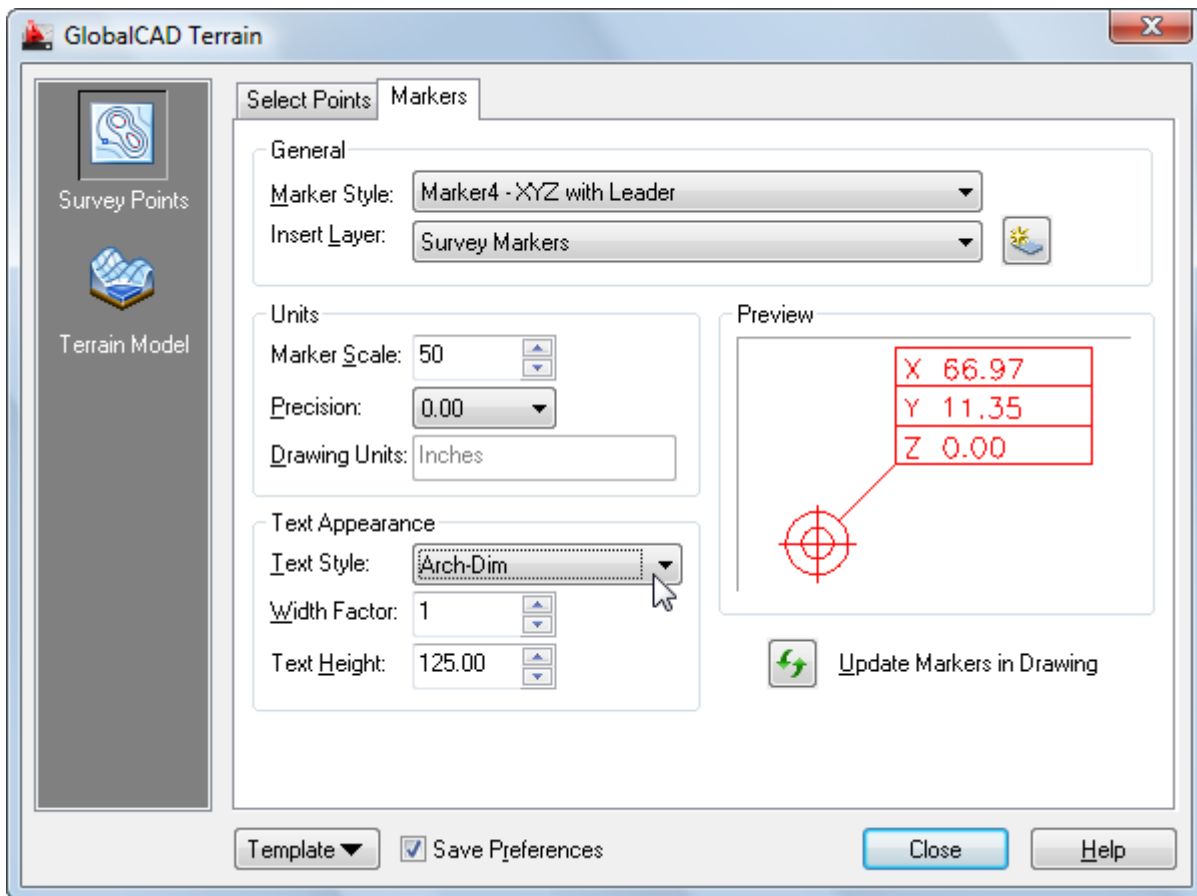 GlobalCAD Terrain
Survey Points
Terrain Model
Select Points Markers
General
Marker Style: Marker4 - XYZ with Leader
Insert Layer: Survey Markers
Units
Marker Scale: 50
Precision: 0.00
Drawing Units: Inches
Preview
X 66.97
Y 11.35
Z 0.00
Text Appearance
Text Style: Arch-Dim
Width Factor: 1
Text Height: 125.00
Update Markers in Drawing
Template Save Preferences Close Help